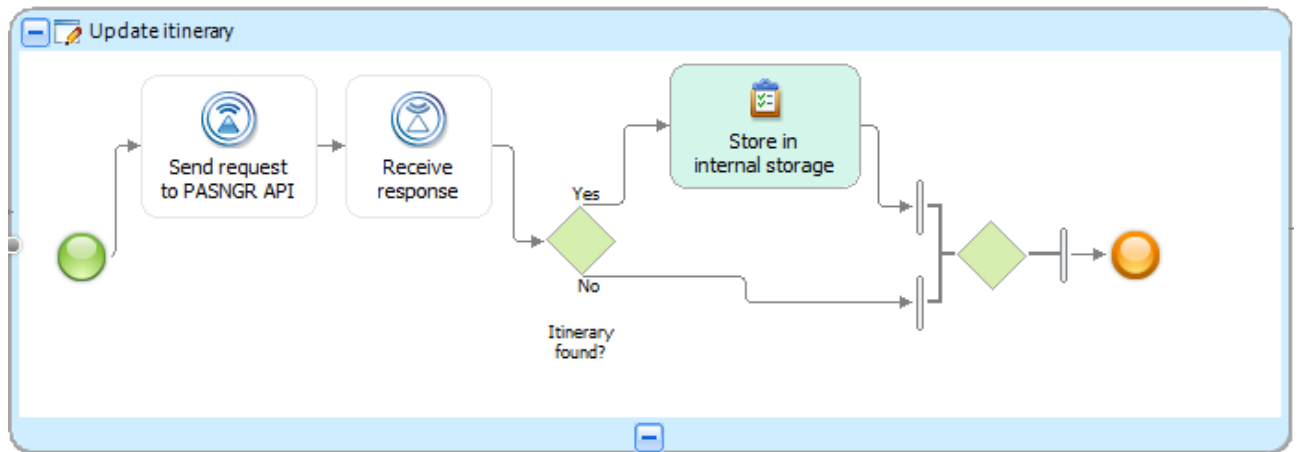 Update itinerary
Send request
to PASNGR API
Receive
response
Yes
No
Itinerary
found?
Store in
internal storage